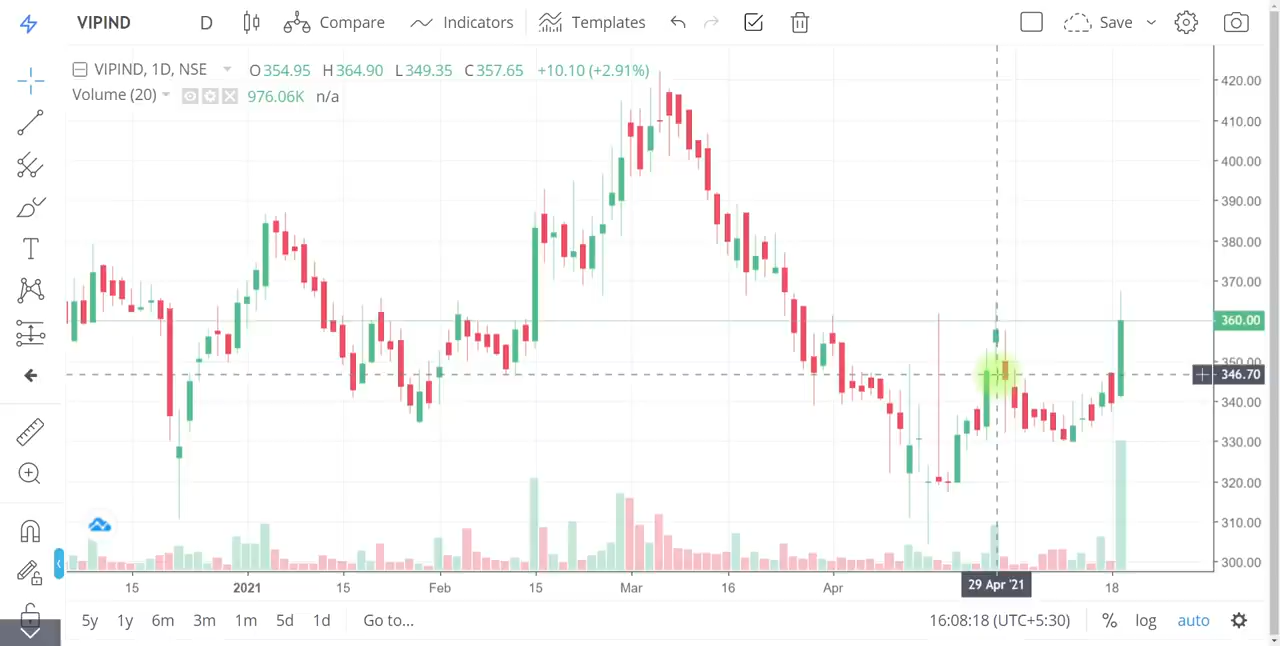 VIPIND D Compare Indicators Templates Save
VIPIND, 1D, NSE O354.95 H364.90 L349.35 C357.65 +10.10 (+2.91%)
Volume (20) 976.06K n/a
420.00
410.00
400.00
390.00
380.00
370.00
360.00
350.00
346.70
340.00
330.00
320.00
310.00
300.00
15 2021 15 Feb 15 Mar 16 Apr 29 Apr '21 18
5y 1y 6m 3m 1m 5d 1d Go to... 16:08:18 (UTC+5:30) % log auto